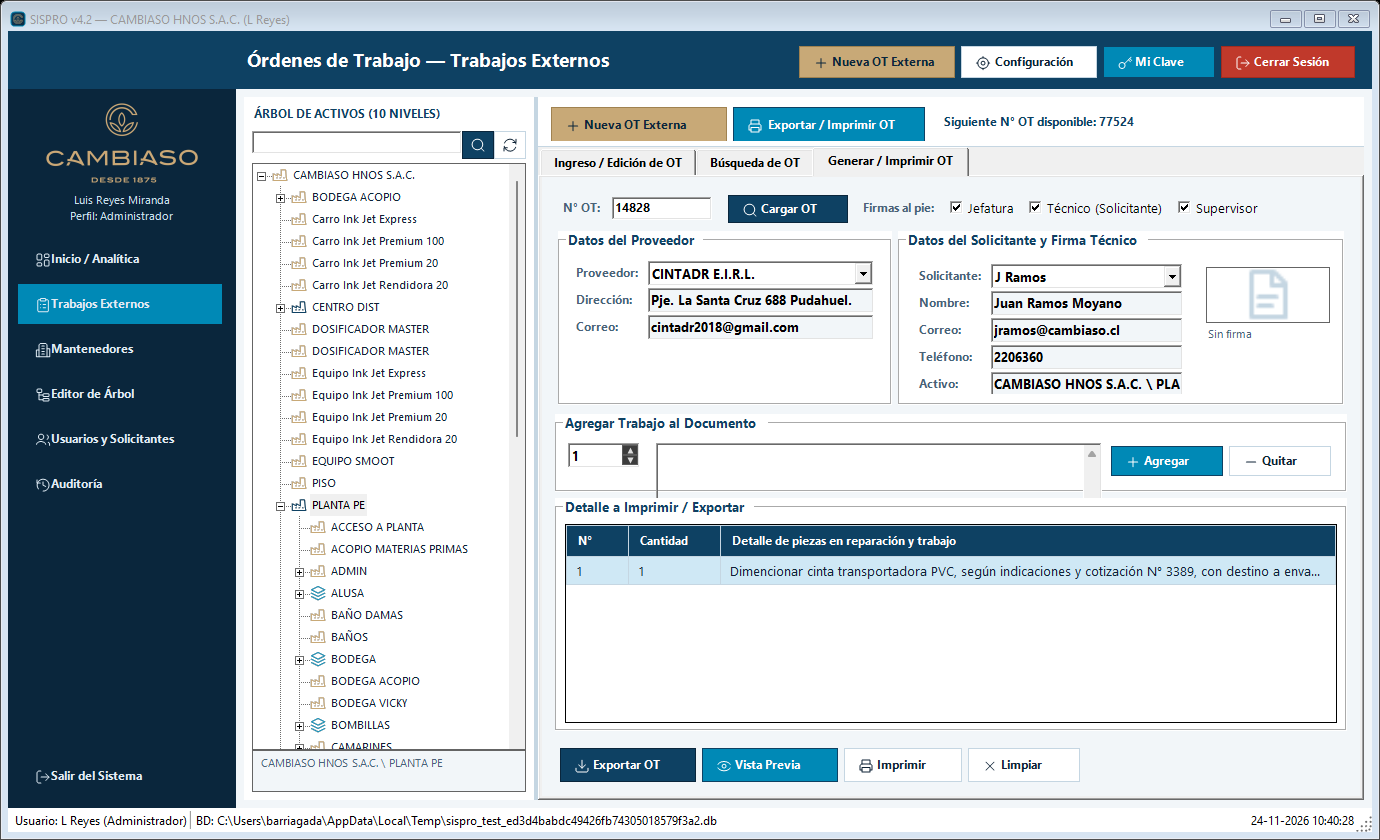 SISPRO v4.2 — CAMBIASO HNOS S.A.C. (L Reyes)
Órdenes de Trabajo — Trabajos Externos
+ Nueva OT Externa
Configuración
Mi Clave
Cerrar Sesión
CAMBIASO
DESDE 1875
Luis Reyes Miranda
Perfil: Administrador
Inicio / Analítica
Trabajos Externos
Mantenedores
Editor de Árbol
Usuarios y Solicitantes
Auditoría
Salir del Sistema
ÁRBOL DE ACTIVOS (10 NIVELES)
CAMBIASO HNOS S.A.C.
BODEGA ACOPIO
Carro Ink Jet Express
Carro Ink Jet Premium 100
Carro Ink Jet Premium 20
Carro Ink Jet Rendidora 20
CENTRO DIST
DOSIFICADOR MASTER
DOSIFICADOR MASTER
Equipo Ink Jet Express
Equipo Ink Jet Premium 100
Equipo Ink Jet Premium 20
Equipo Ink Jet Rendidora 20
EQUIPO SMOOT
PISO
PLANTA PE
ACCESO A PLANTA
ACOPIO MATERIAS PRIMAS
ADMIN
ALUSA
BAÑO DAMAS
BAÑOS
BODEGA
BODEGA ACOPIO
BODEGA VICKY
BOMBILLAS
CAMARINES
CAMBIASO HNOS S.A.C. \ PLANTA PE
+ Nueva OT Externa
Exportar / Imprimir OT
Siguiente N° OT disponible: 77524
Ingreso / Edición de OT
Búsqueda de OT
Generar / Imprimir OT
N° OT:
14828
Cargar OT
Firmas al pie:
Jefatura
Técnico (Solicitante)
Supervisor
Datos del Proveedor
Proveedor:
CINTADR E.I.R.L.
Dirección:
Pje. La Santa Cruz 688 Pudahuel.
Correo:
cintadr2018@gmail.com
Datos del Solicitante y Firma Técnico
Solicitante:
J Ramos
Nombre:
Juan Ramos Moyano
Correo:
jramos@cambiaso.cl
Teléfono:
2206360
Activo:
CAMBIASO HNOS S.A.C. \ PLA
Sin firma
Agregar Trabajo al Documento
1
+ Agregar
— Quitar
Detalle a Imprimir / Exportar
N°
Cantidad
Detalle de piezas en reparación y trabajo
1
1
Dimencionar cinta transportadora PVC, según indicaciones y cotización N° 3389, con destino a enva...
Exportar OT
Vista Previa
Imprimir
Limpiar
Usuario: L Reyes (Administrador)
BD: C:\Users\barriagada\AppData\Local\Temp\sispro_test_ed3d4babdc49426fb74305018579f3a2.db
24-11-2026 10:40:28